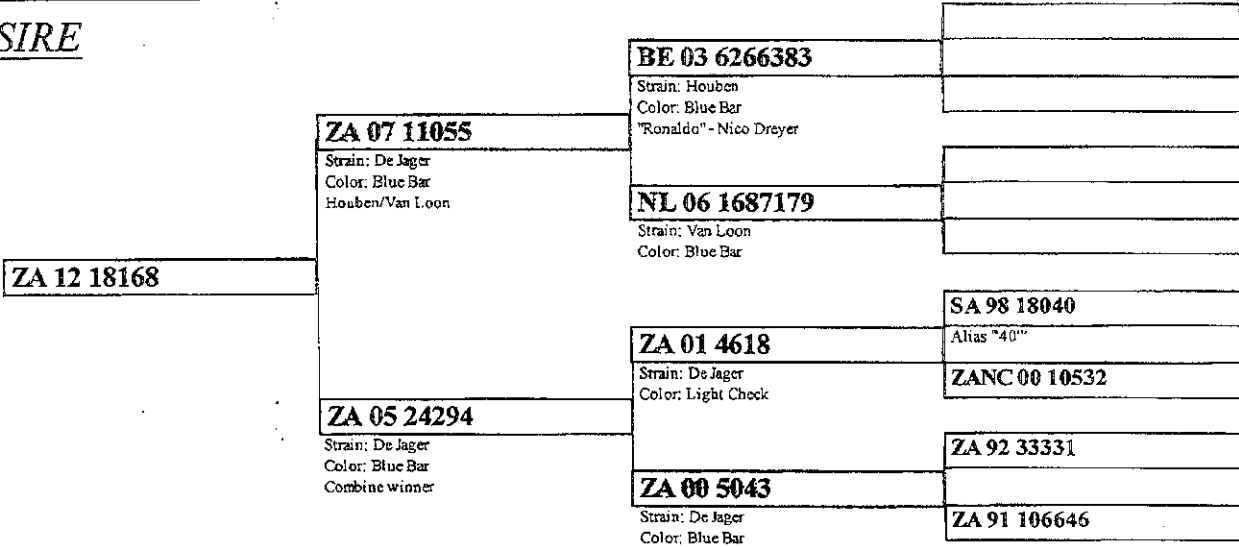 SIRE
BE 03 6266383
Strain: Houben
Color: Blue Bar
"Ronaldo" - Nico Dreyer
ZA 07 11055
Strain: De Jager
Color: Blue Bar
Houben/Van Loon
NL 06 1687179
Strain: Van Loon
Color: Blue Bar
ZA 12 18168
SA 98 18040
Alias "40"
ZA 01 4618
Strain: De Jager
Color: Light Check
ZANC 00 10532
ZA 05 24294
Strain: De Jager
Color: Blue Bar
Combine winner
ZA 92 33331
ZA 00 5043
Strain: De Jager
Color: Blue Bar
ZA 91 106646